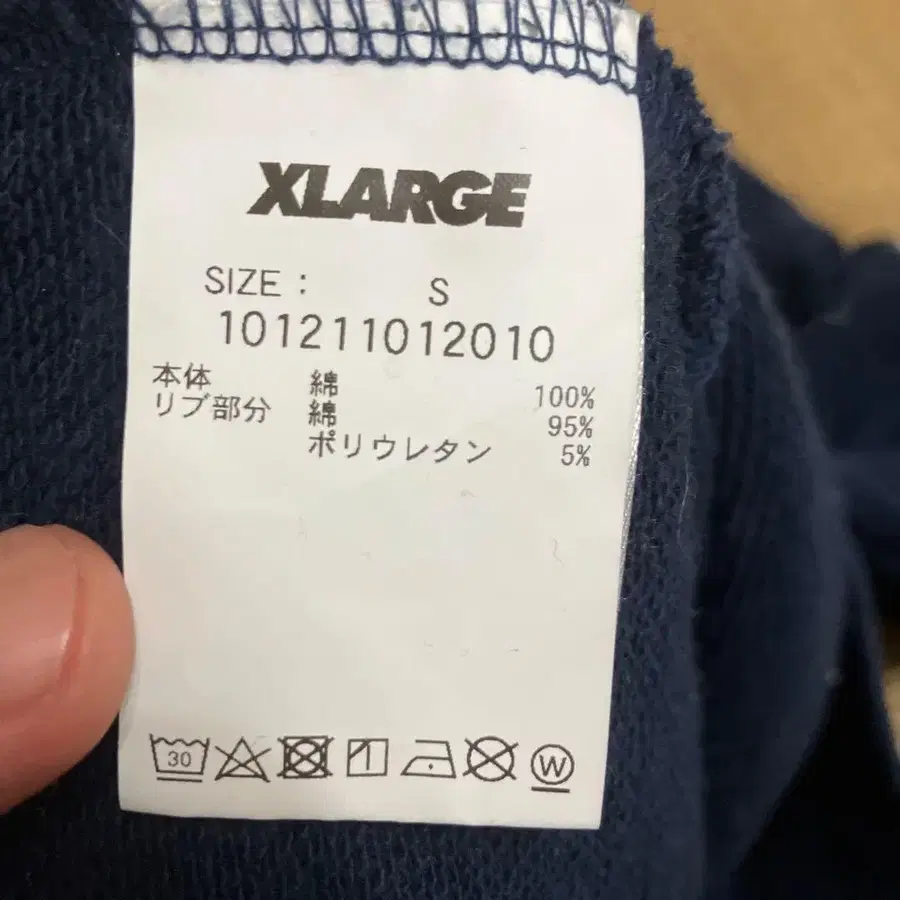 XLARGE
SIZE : S
101211012010
本体 綿 100%
リブ部分 綿 95%
ポリウレタン 5%
30
W